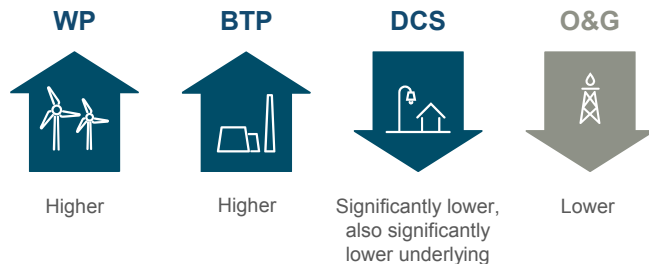 WP
BTP
DCS
O&G
Higher
Higher
Significantly lower,
also significantly
lower underlying
Lower